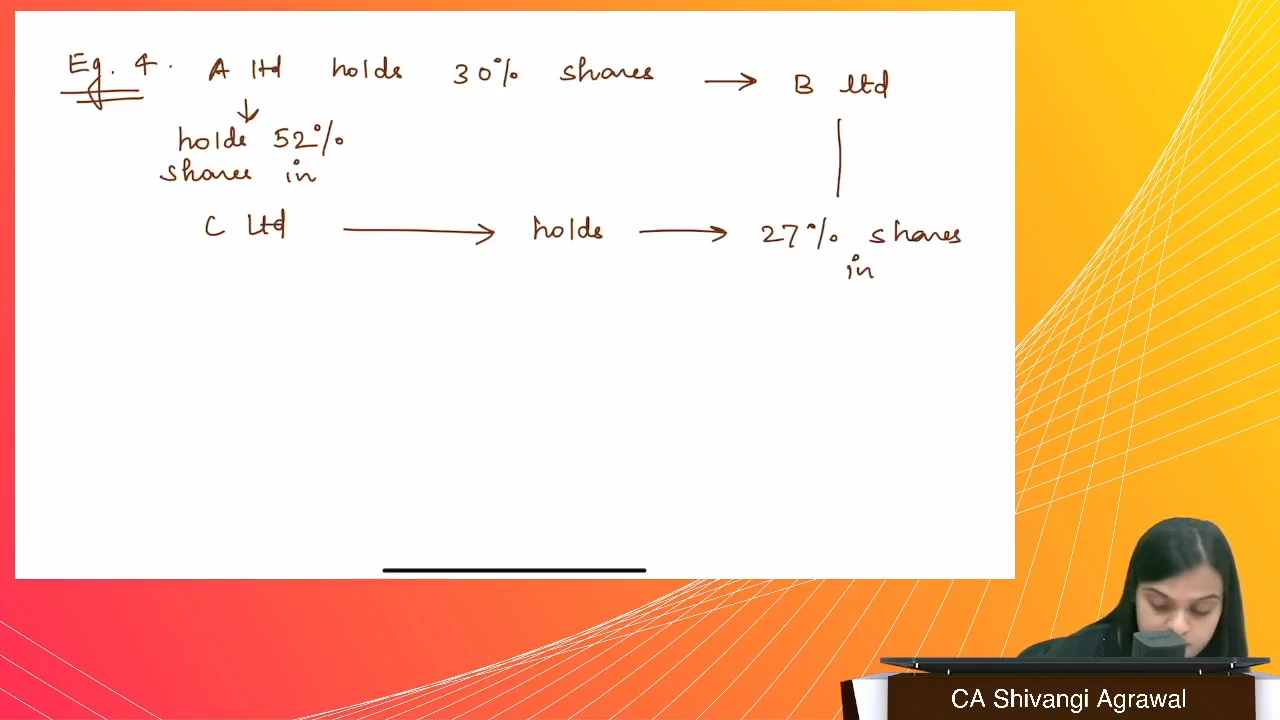 Eg. 4. A ltd holds 30% shares → B ltd
↓
holds 52%
shares in
C Ltd → holds → 27% shares
in
CA Shivangi Agrawal